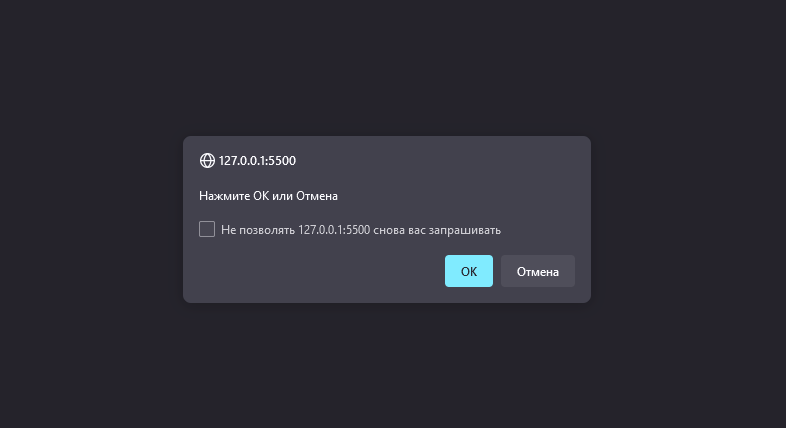 127.0.0.1:5500
Нажмите ОК или Отмена
Не позволять 127.0.0.1:5500 снова вас запрашивать
ОК
Отмена